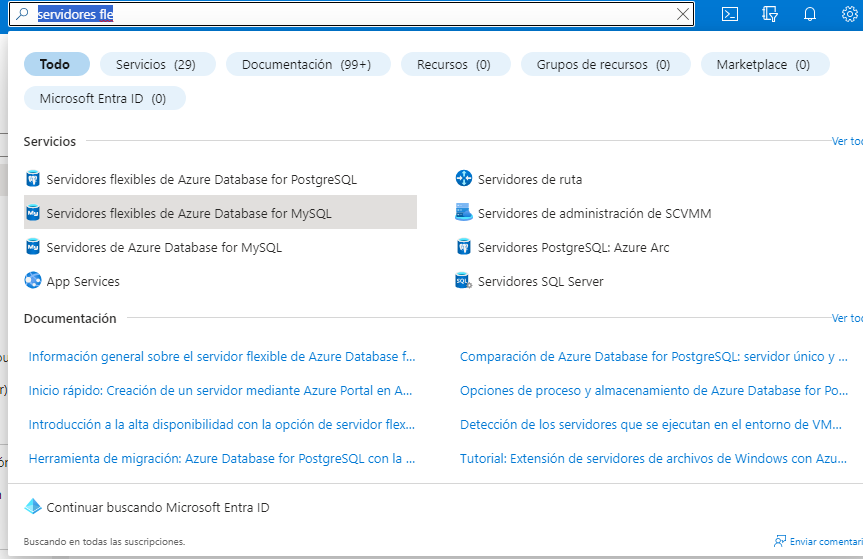 servidores fle
Todo Servicios (29) Documentación (99+) Recursos (0) Grupos de recursos (0) Marketplace (0)
Microsoft Entra ID (0)
Servicios Ver
Servidores flexibles de Azure Database for PostgreSQL
Servidores flexibles de Azure Database for MySQL
Servidores de Azure Database for MySQL
App Services
Servidores de ruta
Servidores de administración de SCVMM
Servidores PostgreSQL: Azure Arc
Servidores SQL Server
Documentación Ver
Información general sobre el servidor flexible de Azure Database f...
Inicio rápido: Creación de un servidor mediante Azure Portal en A...
Introducción a la alta disponibilidad con la opción de servidor flex...
Herramienta de migración: Azure Database for PostgreSQL con la ...
Comparación de Azure Database for PostgreSQL: servidor único y ...
Opciones de proceso y almacenamiento de Azure Database for Po...
Detección de los servidores que se ejecutan en el entorno de VM...
Tutorial: Extensión de servidores de archivos de Windows con Azu...
Continuar buscando Microsoft Entra ID
Buscando en todas las suscripciones. Enviar comentari